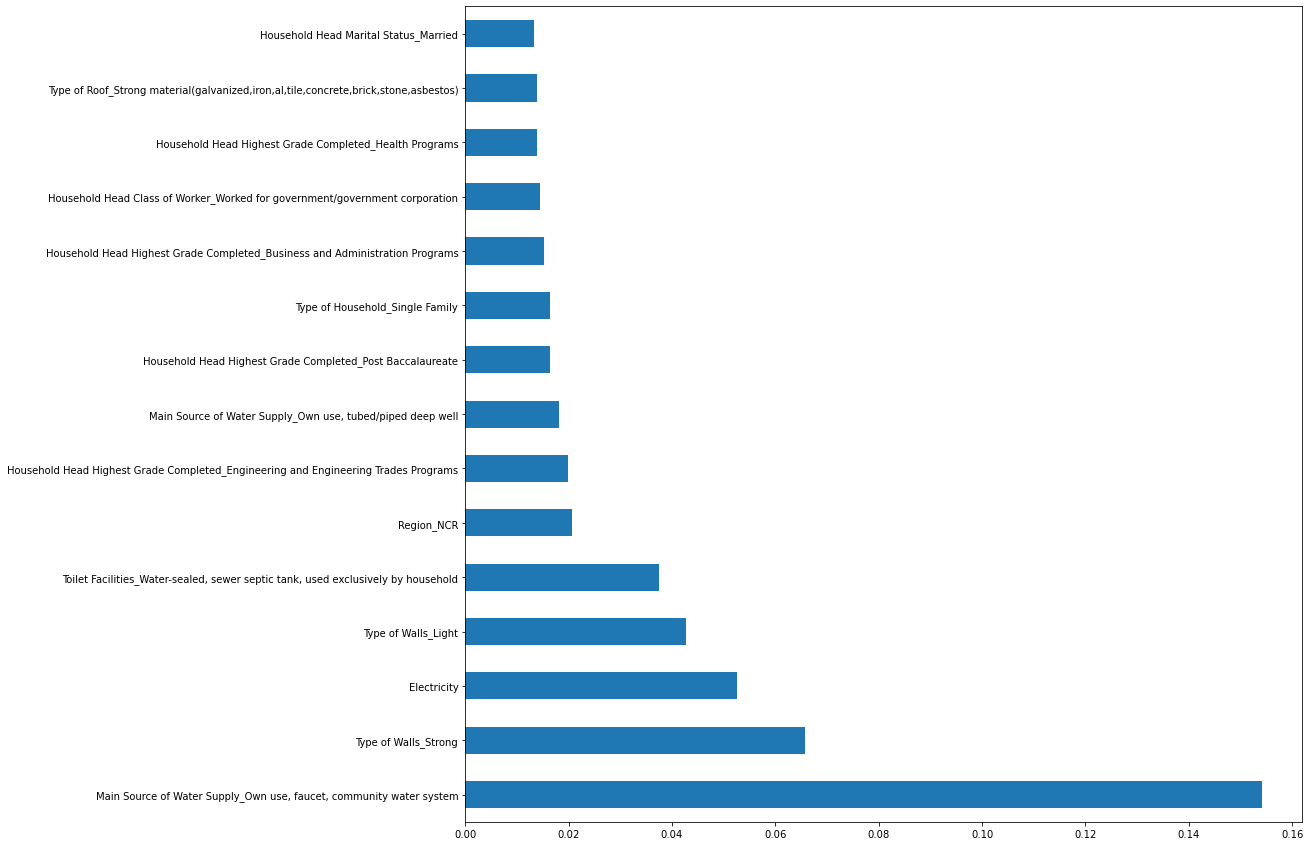 Household Head Marital Status_Married
Type of Roof_Strong material(galvanized,iron,al,tile,concrete,brick,stone,asbestos)
Household Head Highest Grade Completed_Health Programs
Household Head Class of Worker_Worked for government/government corporation
Household Head Highest Grade Completed_Business and Administration Programs
Type of Household_Single Family
Household Head Highest Grade Completed_Post Baccalaureate
Main Source of Water Supply_Own use, tubed/piped deep well
Household Head Highest Grade Completed_Engineering and Engineering Trades Programs
Region_NCR
Toilet Facilities_Water-sealed, sewer septic tank, used exclusively by household
Type of Walls_Light
Electricity
Type of Walls_Strong
Main Source of Water Supply_Own use, faucet, community water system
0.00 0.02 0.04 0.06 0.08 0.10 0.12 0.14 0.16